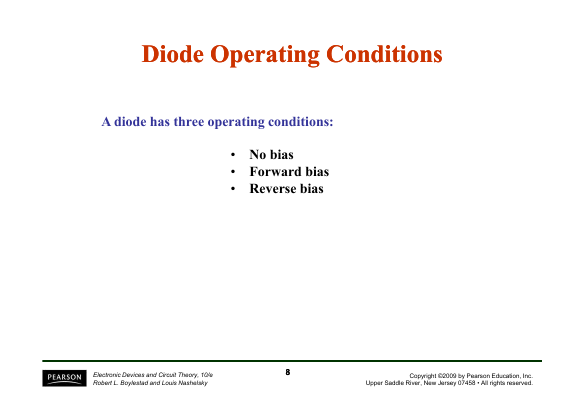 Diode Operating Conditions
A diode has three operating conditions:
• No bias
• Forward bias
• Reverse bias
PEARSON
Electronic Devices and Circuit Theory, 10/e
Robert L. Boylestad and Louis Nashelsky
8
Copyright ©2009 by Pearson Education, Inc.
Upper Saddle River, New Jersey 07458 • All rights reserved.